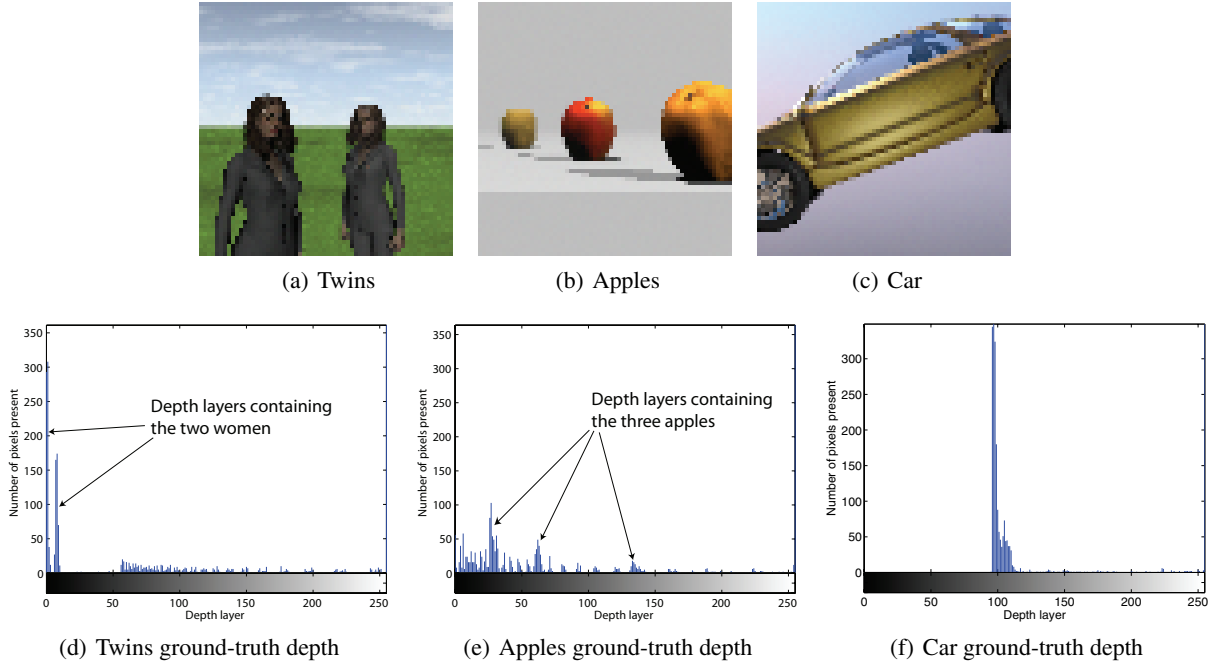 (a) Twins
(b) Apples
(c) Car
350
300
250
200
150
100
50
0
Number of pixels present
Depth layers containing
the two women
0
50
100
150
200
250
Depth layer
(d) Twins ground-truth depth
350
300
250
200
150
100
50
0
Number of pixels present
Depth layers containing
the three apples
0
50
100
150
200
250
Depth layer
(e) Apples ground-truth depth
300
250
200
150
100
50
0
Number of pixels present
0
50
100
150
200
250
Depth layer
(f) Car ground-truth depth